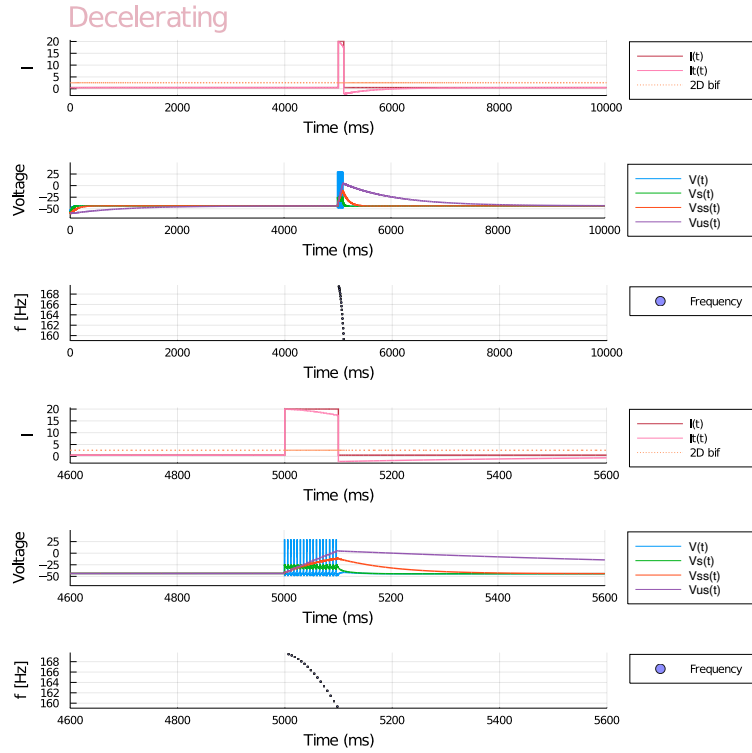 Decelerating
I
20
15
10
5
0
0 2000 4000 6000 8000 10000
Time (ms)
I(t)
It(t)
2D bif
Voltage
25
0
−25
−50
0 2000 4000 6000 8000 10000
Time (ms)
V(t)
Vs(t)
Vss(t)
Vus(t)
f [Hz]
168
166
164
162
160
0 2000 4000 6000 8000 10000
Time (ms)
Frequency
I
20
15
10
5
0
4600 4800 5000 5200 5400 5600
Time (ms)
I(t)
It(t)
2D bif
Voltage
25
0
−25
−50
4600 4800 5000 5200 5400 5600
Time (ms)
V(t)
Vs(t)
Vss(t)
Vus(t)
f [Hz]
168
166
164
162
160
4600 4800 5000 5200 5400 5600
Time (ms)
Frequency